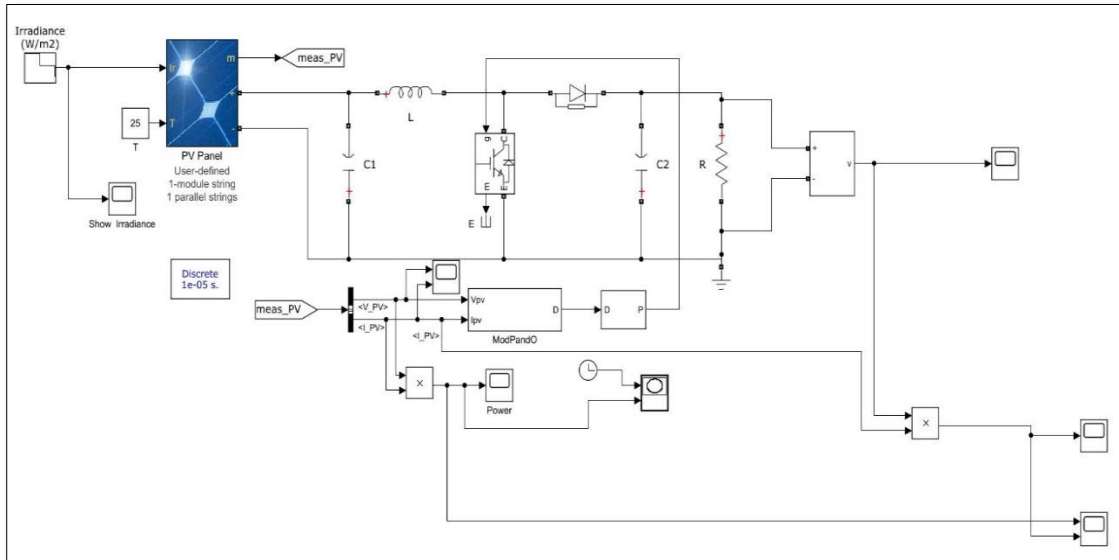 Irradiance
(W/m2)
Ir
m
meas_PV
+
25
T
-
T
PV Panel
User-defined
1-module string
1 parallel strings
Show Irradiance
C1
+
L
g
C
E
E
E
C2
+
+
R
+
-
v
Discrete
1e-05 s.
meas_PV
<V_PV>
<I_PV>
<I_PV>
Vpv
Ipv
D
ModPandO
D
P
×
Power
×